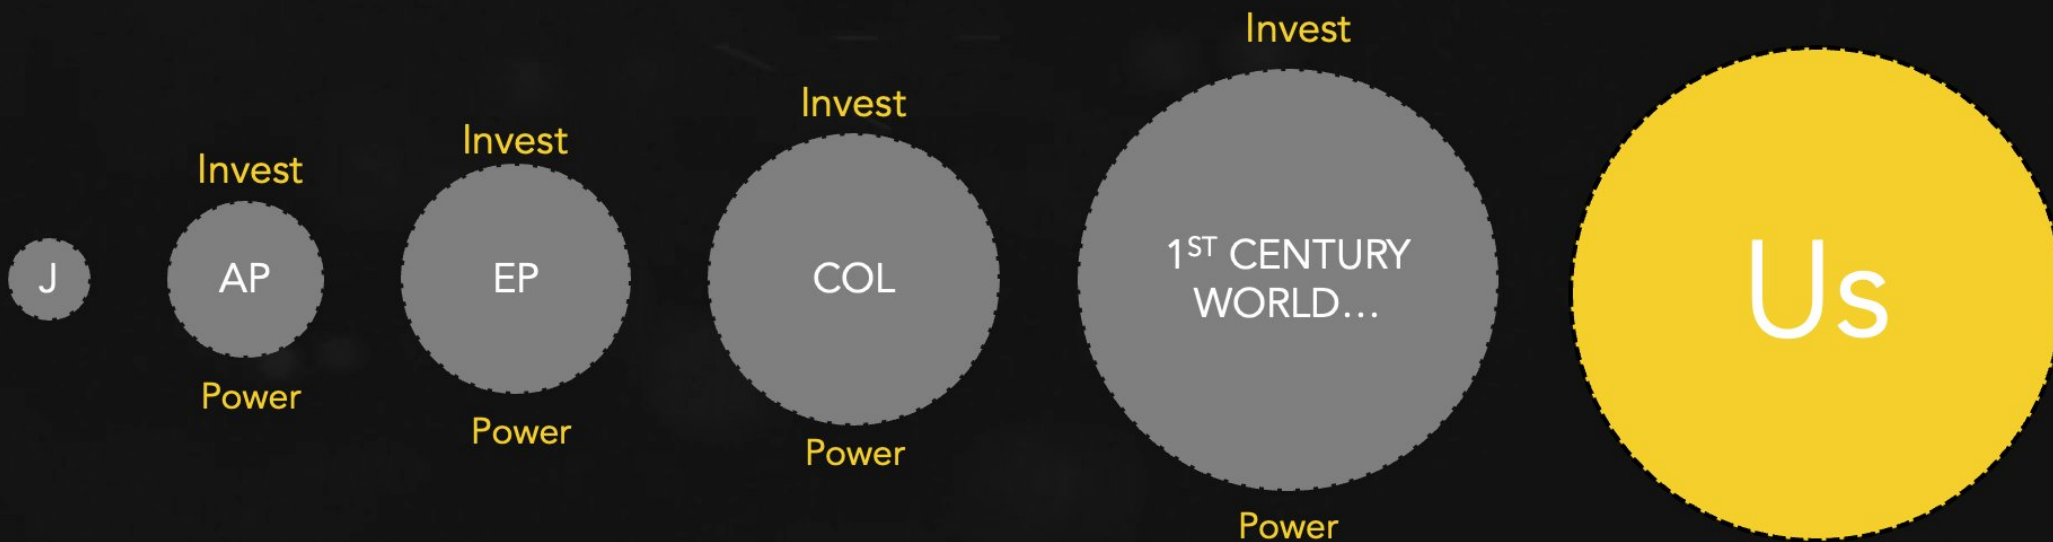 J
Invest
AP
Power
Invest
EP
Power
Invest
COL
Power
Invest
1ST CENTURY
WORLD…
Power
Us